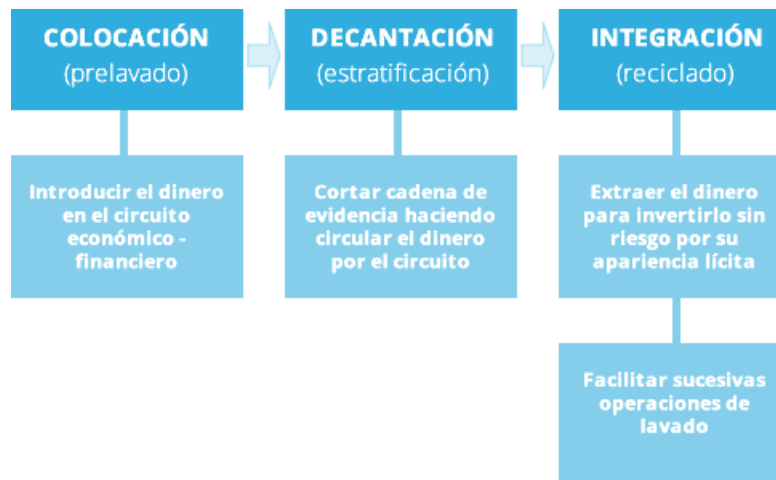 COLOCACIÓN
(prelavado)
DECANTACIÓN
(estratificación)
INTEGRACIÓN
(reciclado)
Introducir el dinero
en el circuito
económico -
financiero
Cortar cadena de
evidencia haciendo
circular el dinero
por el circuito
Extraer el dinero
para invertirlo sin
riesgo por su
apariencia lícita
Facilitar sucesivas
operaciones de
lavado